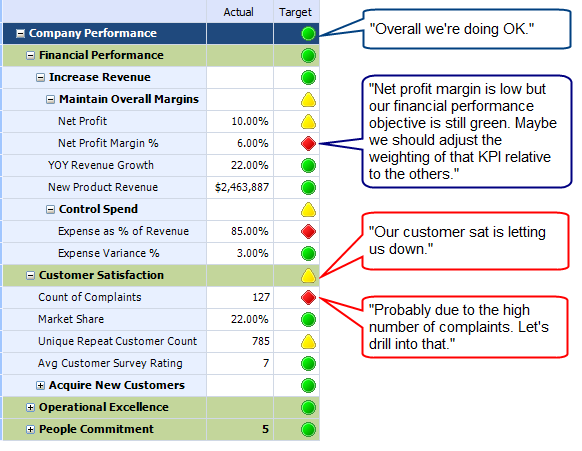 Actual Target
Company Performance
Financial Performance
Increase Revenue
Maintain Overall Margins
Net Profit 10.00%
Net Profit Margin % 6.00%
YOY Revenue Growth 22.00%
New Product Revenue $2,463,887
Control Spend
Expense as % of Revenue 85.00%
Expense Variance % 3.00%
Customer Satisfaction
Count of Complaints 127
Market Share 22.00%
Unique Repeat Customer Count 785
Avg Customer Survey Rating 7
Acquire New Customers
Operational Excellence
People Commitment 5
"Overall we're doing OK."
"Net profit margin is low but
our financial performance
objective is still green. Maybe
we should adjust the
weighting of that KPI relative
to the others."
"Our customer sat is letting
us down."
"Probably due to the high
number of complaints. Let's
drill into that."